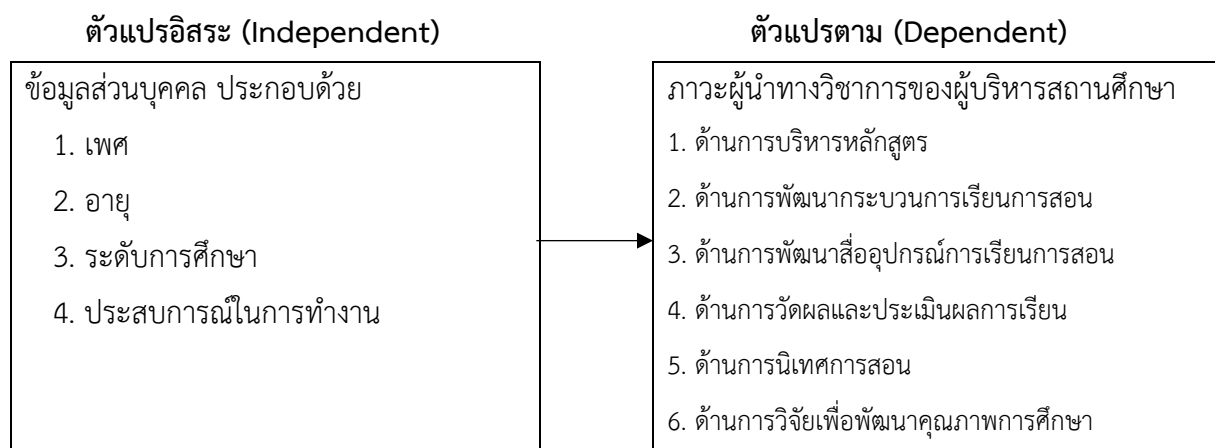 ตัวแปรอิสระ (Independent)
ข้อมูลส่วนบุคคล ประกอบด้วย
1. เพศ
2. อายุ
3. ระดับการศึกษา
4. ประสบการณ์ในการทำงาน
ตัวแปรตาม (Dependent)
ภาวะผู้นำทางวิชาการของผู้บริหารสถานศึกษา
1. ด้านการบริหารหลักสูตร
2. ด้านการพัฒนากระบวนการเรียนการสอน
3. ด้านการพัฒนาสื่ออุปกรณ์การเรียนการสอน
4. ด้านการวัดผลและประเมินผลการเรียน
5. ด้านการนิเทศการสอน
6. ด้านการวิจัยเพื่อพัฒนาคุณภาพการศึกษา